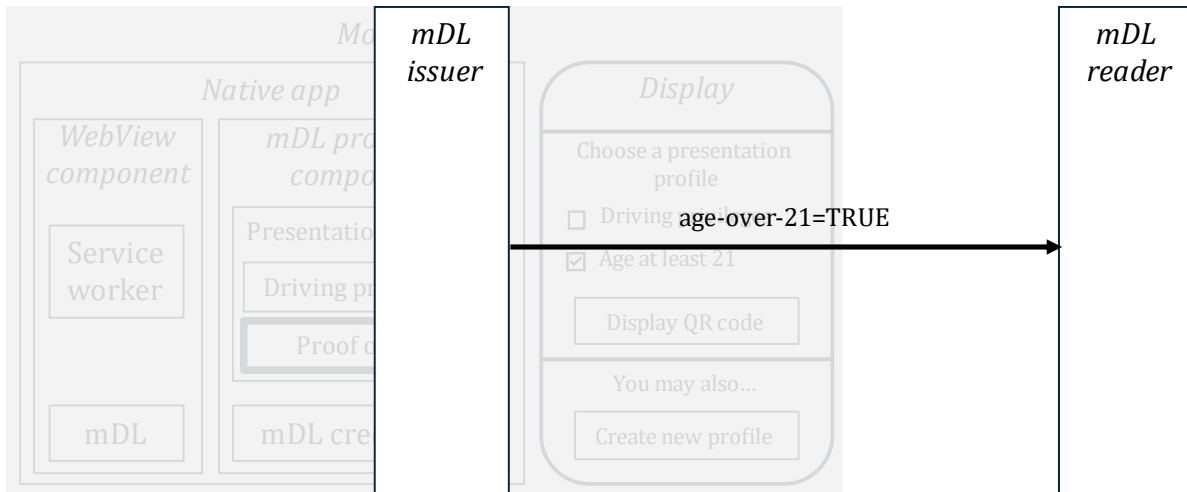 Mo
mDL
issuer
mDL
reader
Native app
Display
WebView
component
mDL pro
compo
Choose a presentation
profile
Driving
age-over-21=TRUE
Presentatio
Service
worker
Age at least 21
Driving pr
Display QR code
Proof o
You may also...
mDL
mDL cre
Create new profile